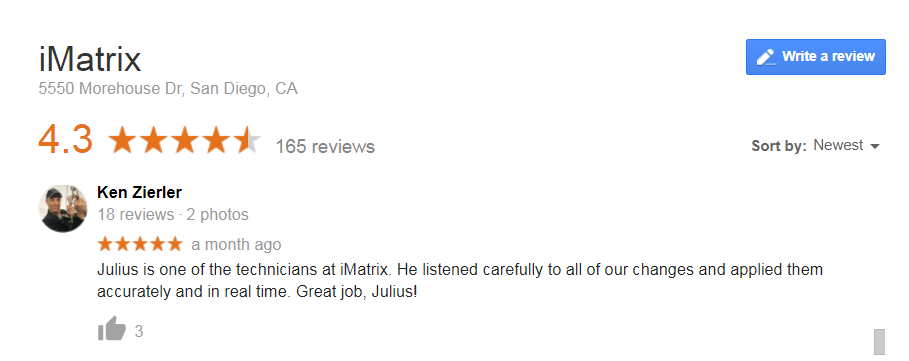 iMatrix
Write a review
5550 Morehouse Dr, San Diego, CA
4.3 165 reviews
Sort by: Newest
Ken Zierler
18 reviews · 2 photos
a month ago
Julius is one of the technicians at iMatrix. He listened carefully to all of our changes and applied them
accurately and in real time. Great job, Julius!
3